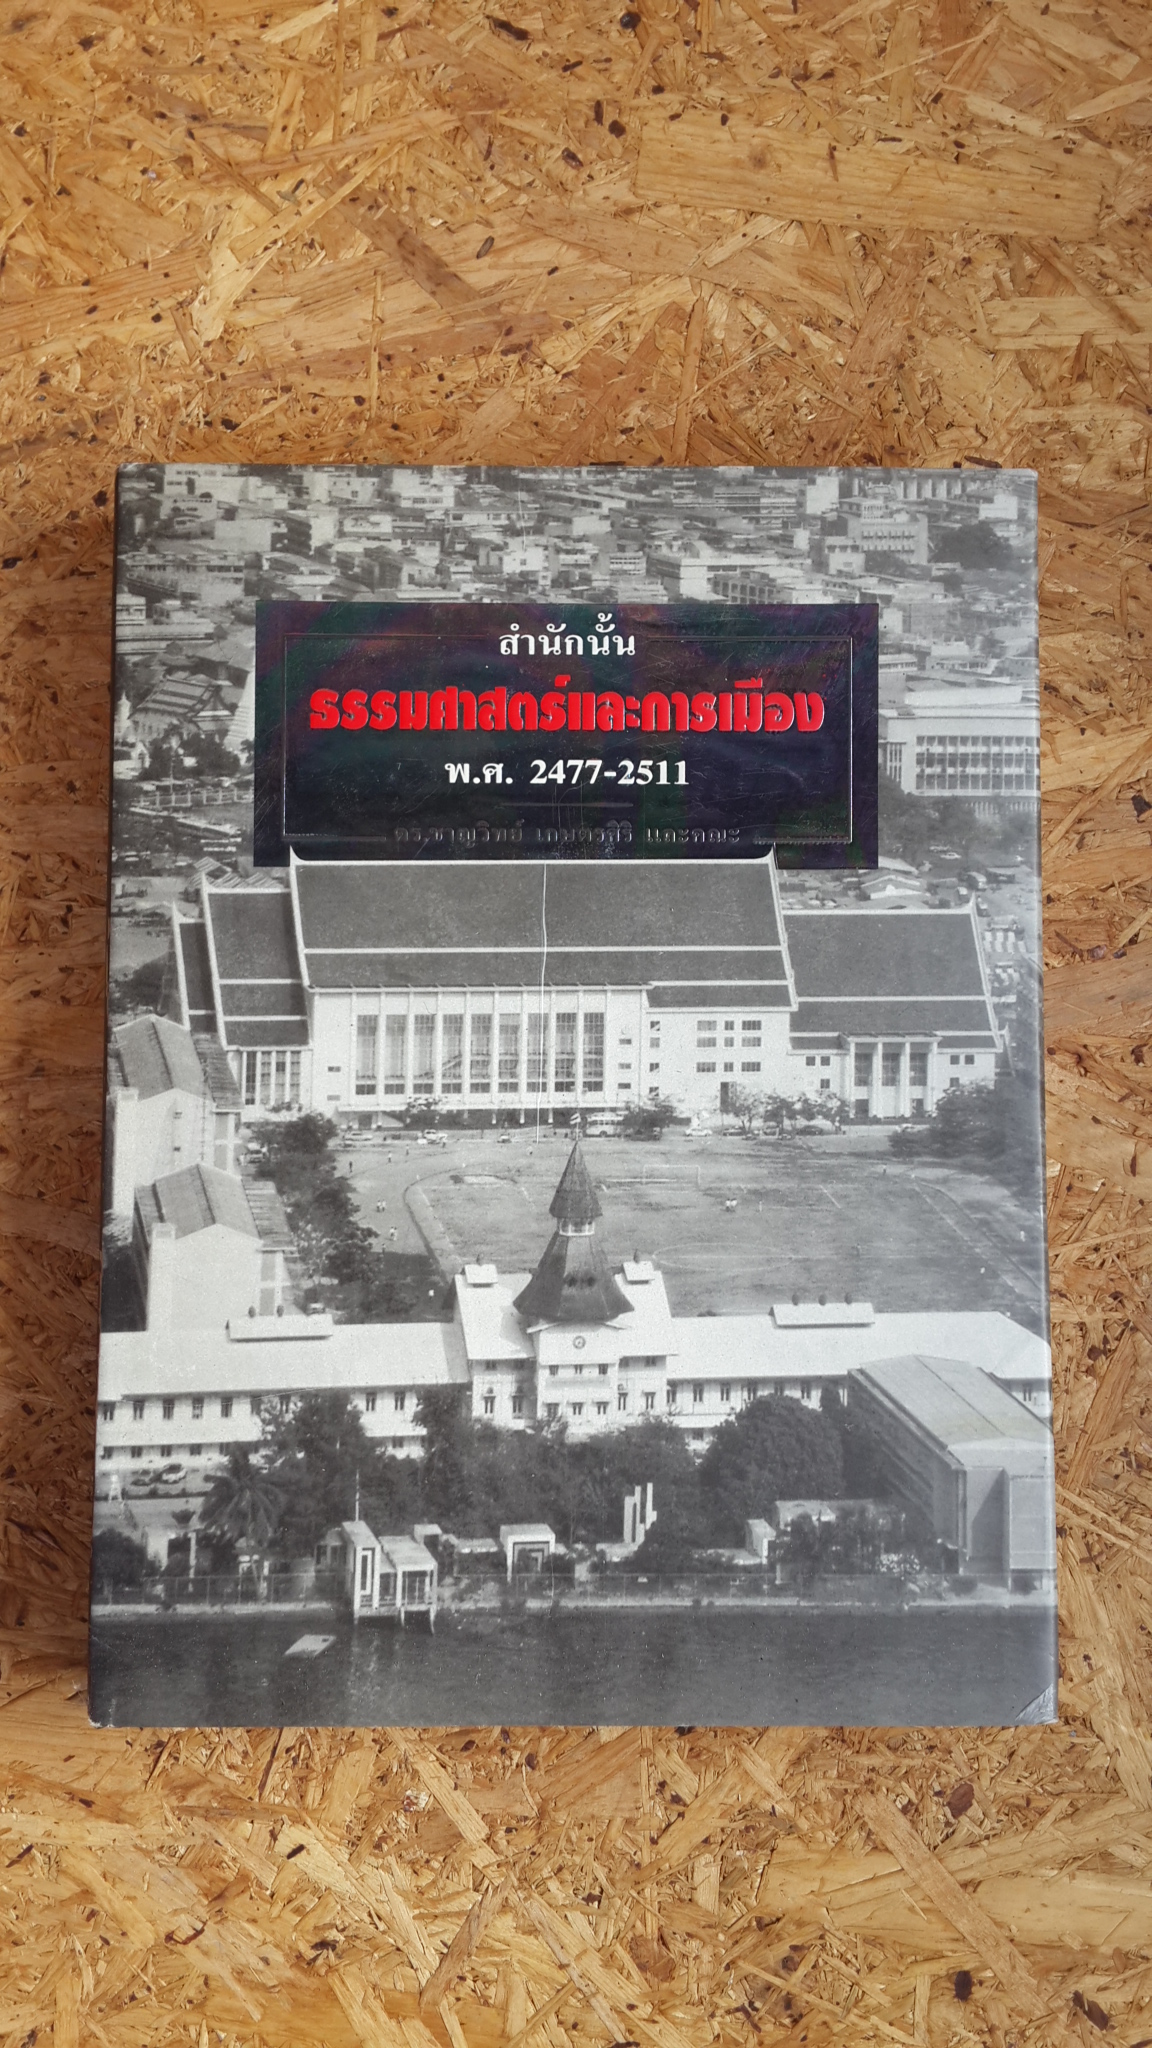 สำนักนั้น
ธรรมศาสตร์และการเมือง
พ.ศ. 2477-2511
ดร.ชาญวิทย์ เกษตรศิริ และคณะ